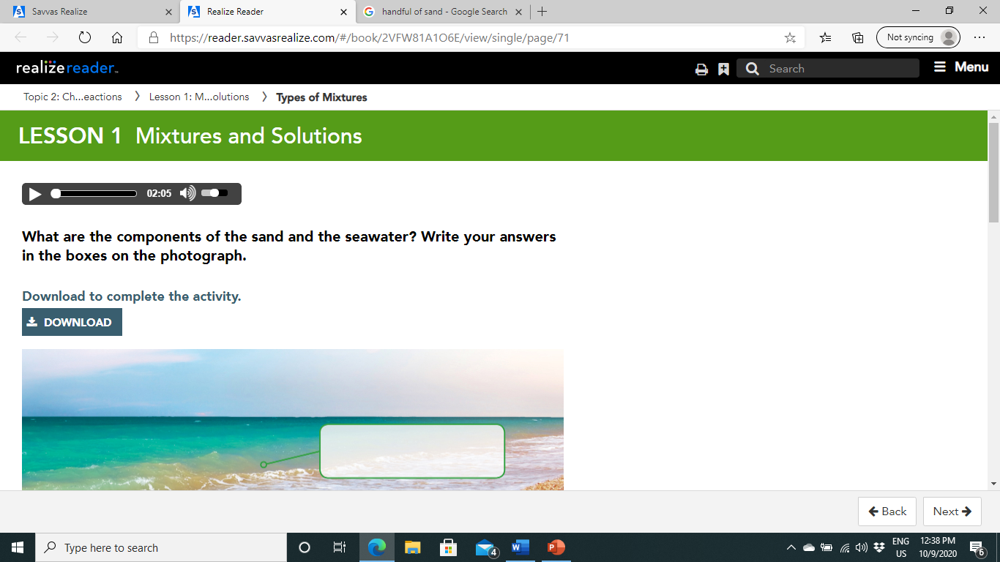 Savvas Realize
Realize Reader
handful of sand - Google Search
https://reader.savvasrealize.com/#/book/2VFW81A1O6E/view/single/page/71
Not syncing
realizereader™
Search
Menu
Topic 2: Ch...eactions
Lesson 1: M...olutions
Types of Mixtures
LESSON 1 Mixtures and Solutions
02:05
What are the components of the sand and the seawater? Write your answers
in the boxes on the photograph.
Download to complete the activity.
DOWNLOAD
Back
Next
Type here to search
4
W
P
ENG
US
12:38 PM
10/9/2020
6